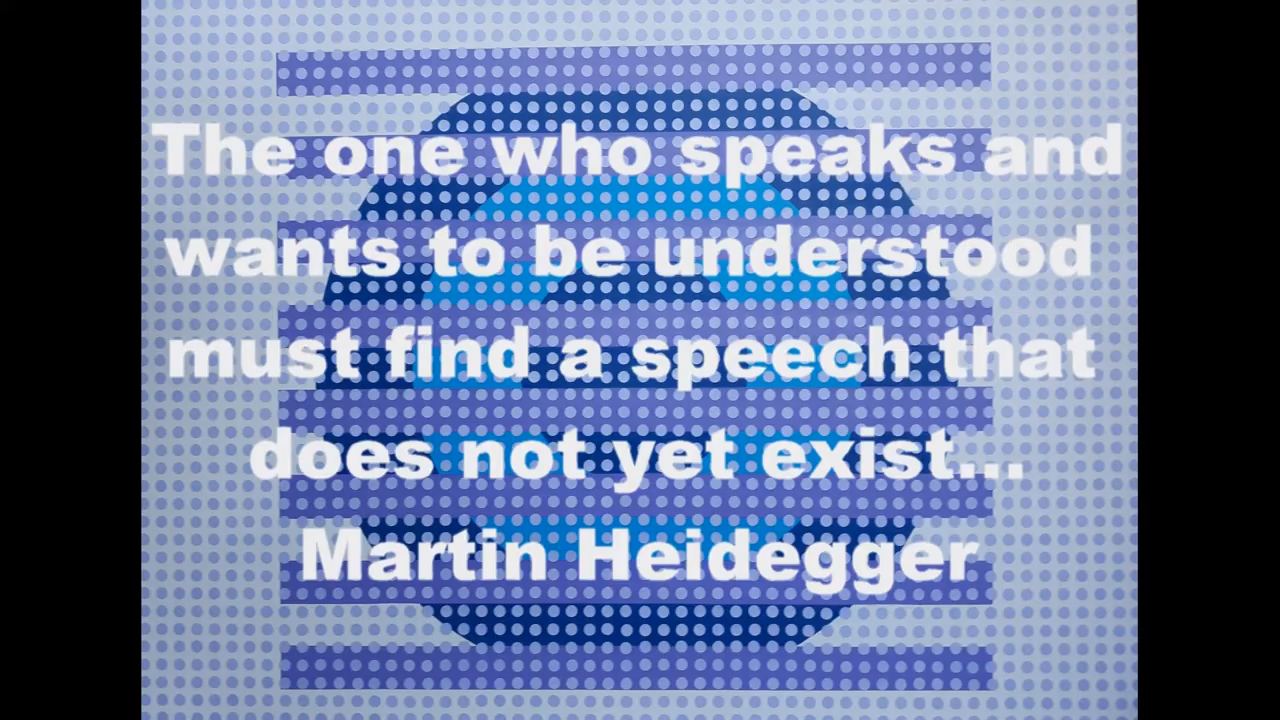 The one who speaks and
wants to be understood
must find a speech that
does not yet exist...
Martin Heidegger